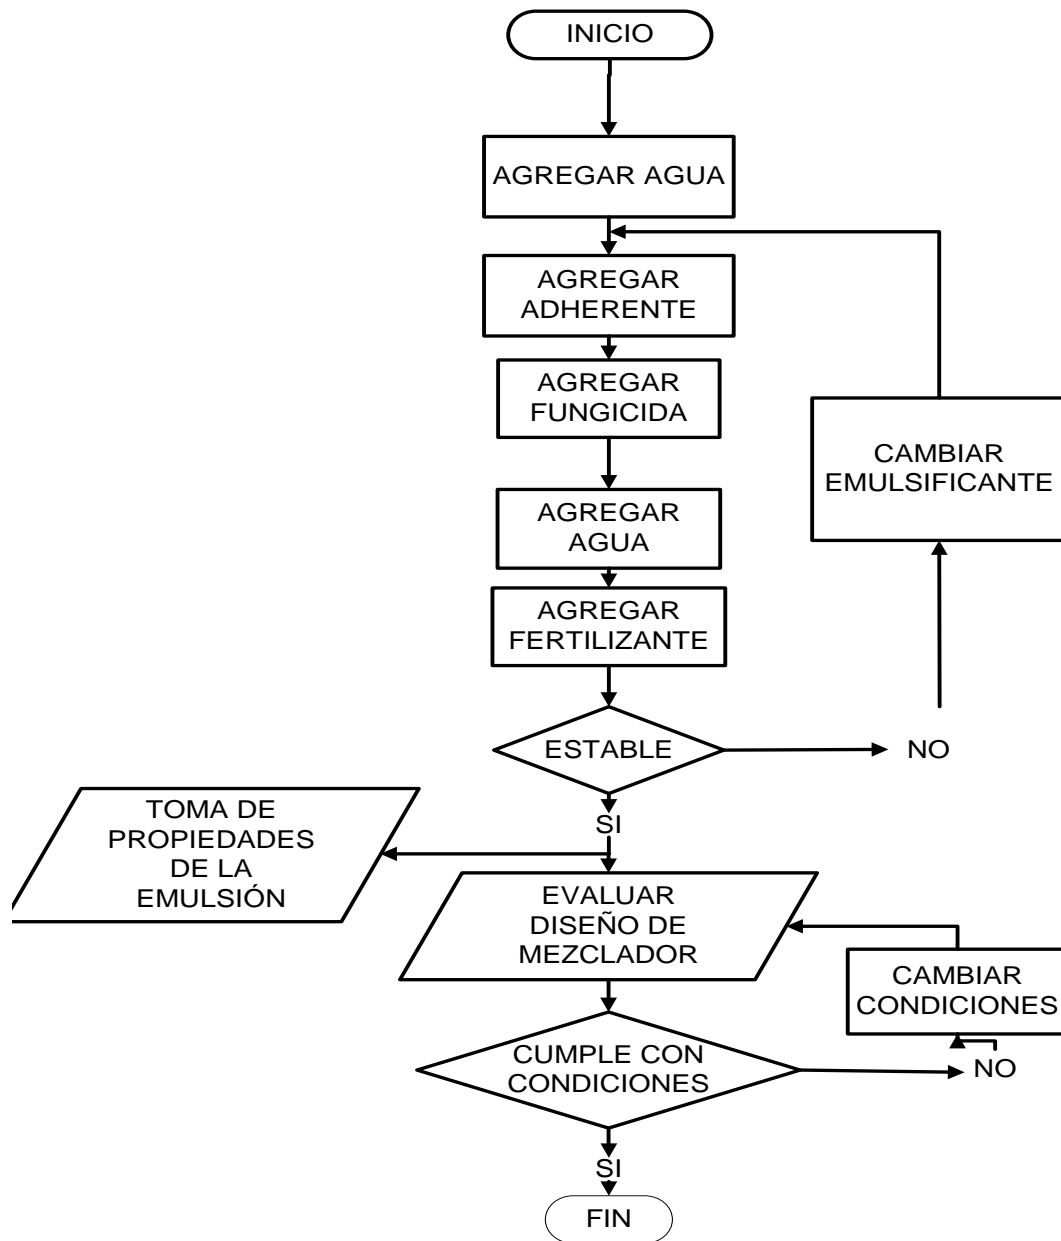 INICIO
AGREGAR AGUA
AGREGAR
ADHERENTE
AGREGAR
FUNGICIDA
CAMBIAR
EMULSIFICANTE
AGREGAR
AGUA
AGREGAR
FERTILIZANTE
ESTABLE
NO
SI
TOMA DE
PROPIEDADES
DE LA
EMULSIÓN
EVALUAR
DISEÑO DE
MEZCLADOR
CAMBIAR
CONDICIONES
CUMPLE CON
CONDICIONES
NO
SI
FIN